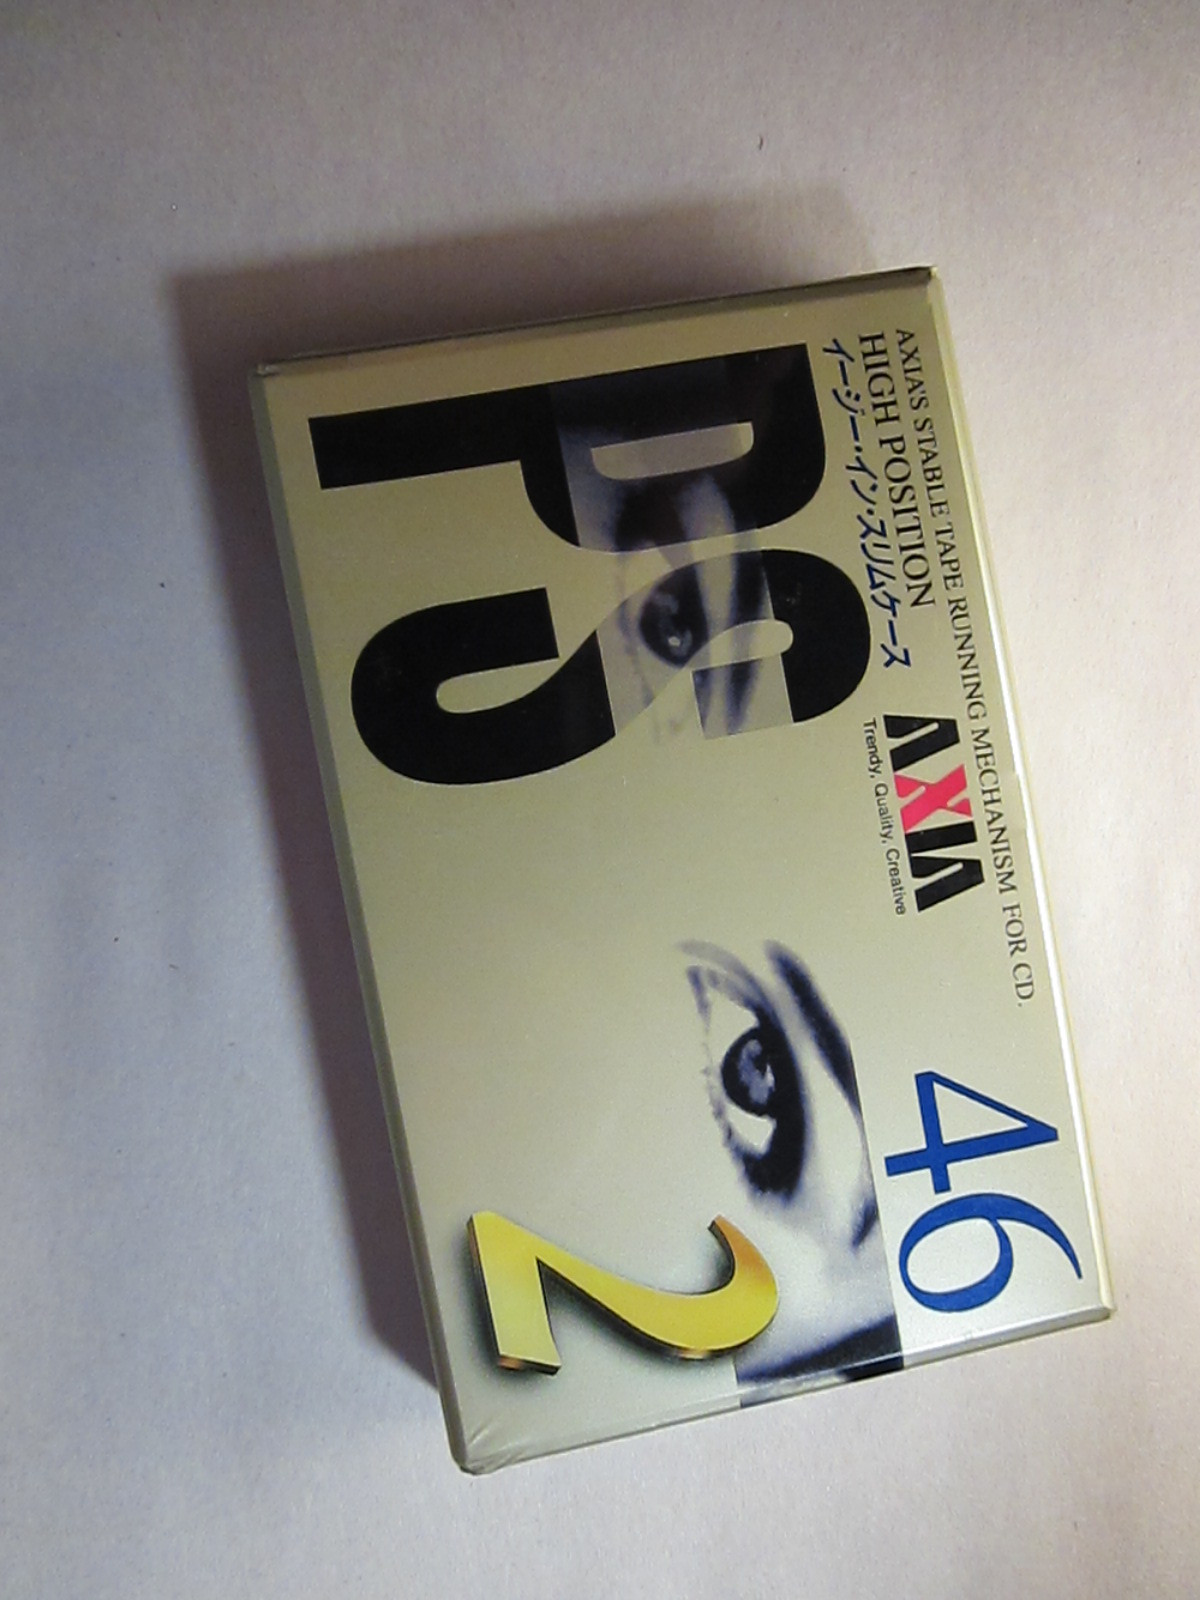 AXIA'S STABLE TAPE RUNNING MECHANISM FOR CD.
HIGH POSITION
イージー・イン・スリムケース
AXIA
Trendy, Quality, Creative
46
PS
2